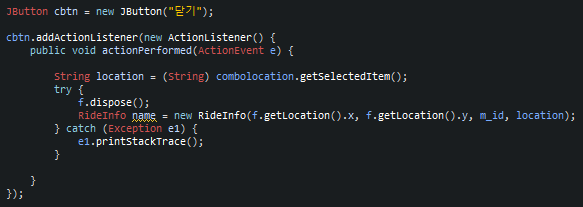 JButton cbtn = new JButton("닫기");
cbtn.addActionListener(new ActionListener() {
public void actionPerformed(ActionEvent e) {
String location = (String) combolocation.getSelectedItem();
try {
f.dispose();
RideInfo name = new RideInfo(f.getLocation().x, f.getLocation().y, m_id, location);
} catch (Exception e1) {
e1.printStackTrace();
}
}
});